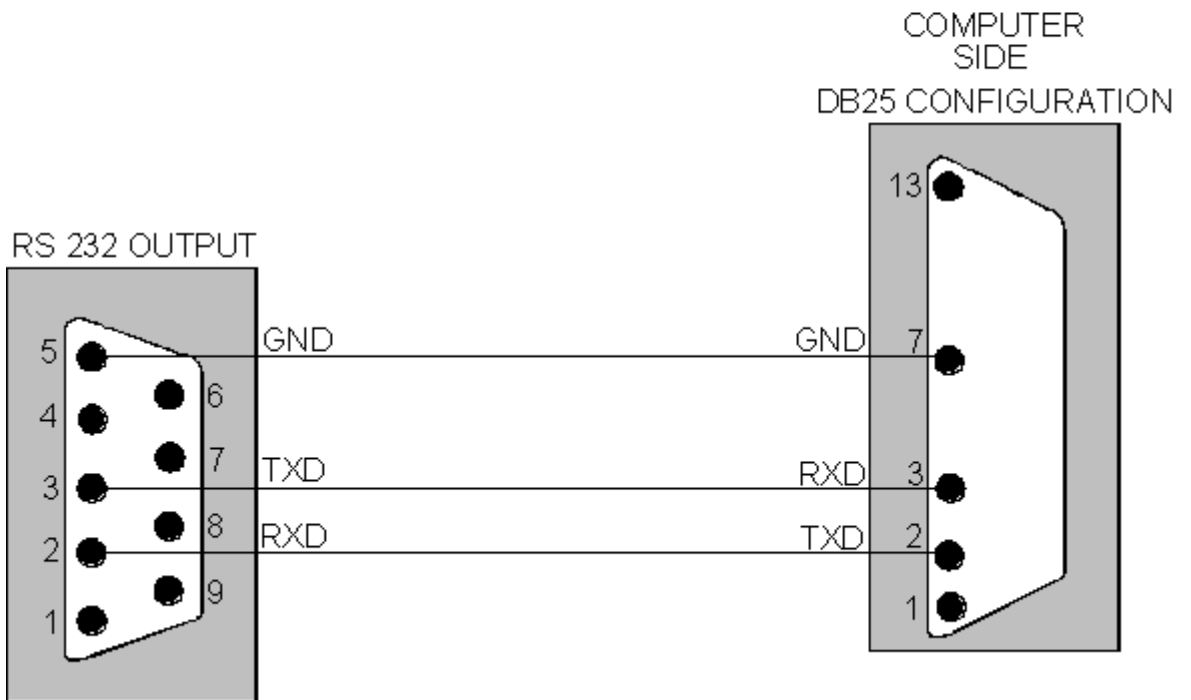 COMPUTER
SIDE
DB25 CONFIGURATION
13
RS 232 OUTPUT
5 GND GND 7
6
4
7
TXD RXD
3 3
8
RXD TXD
2 2
9
1 1